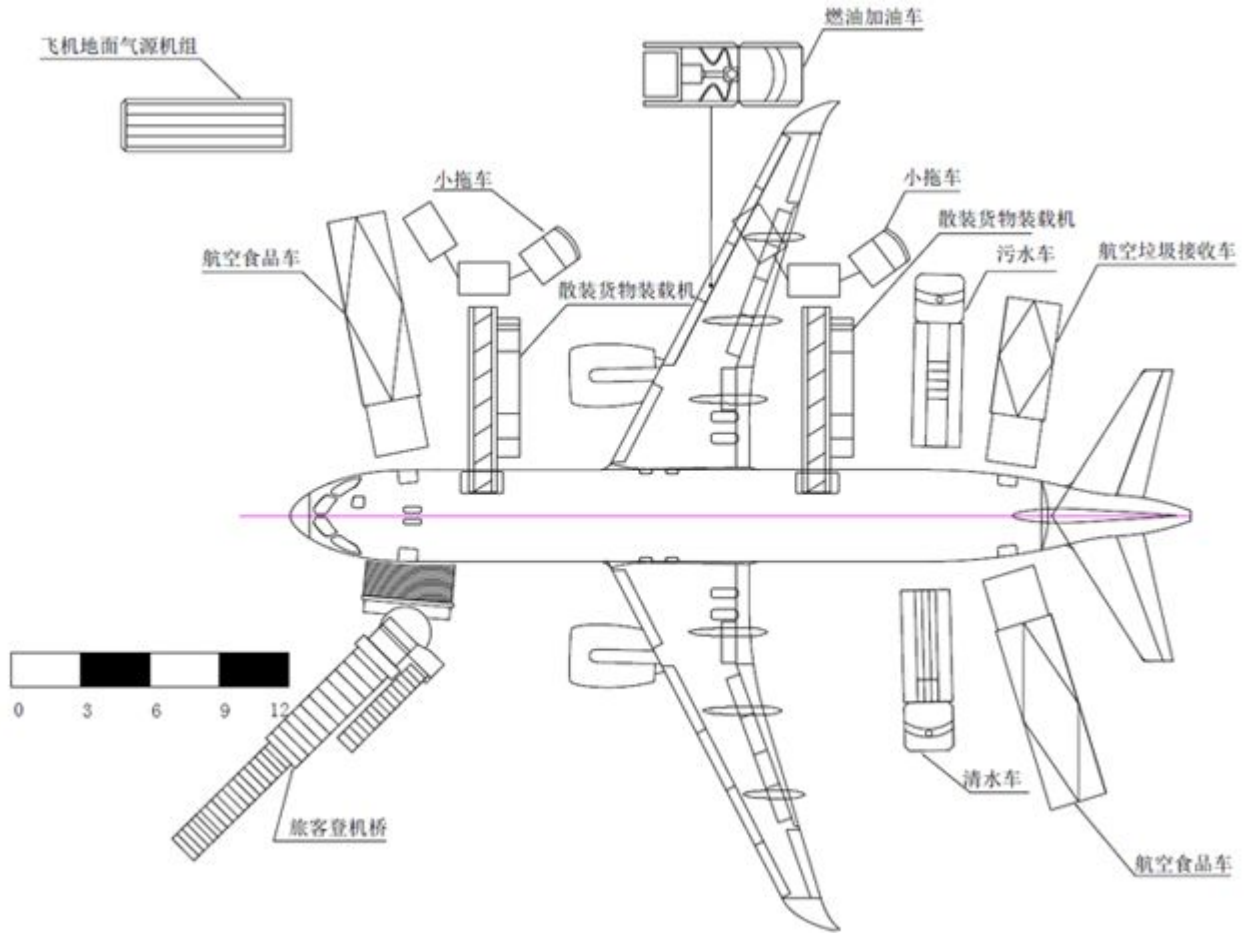 燃油加油车
飞机地面气源机组
小拖车
小拖车
散装货物装载机
污水车
航空垃圾接收车
航空食品车
散装货物装载机
0 3 6 9 12
清水车
旅客登机桥
航空食品车